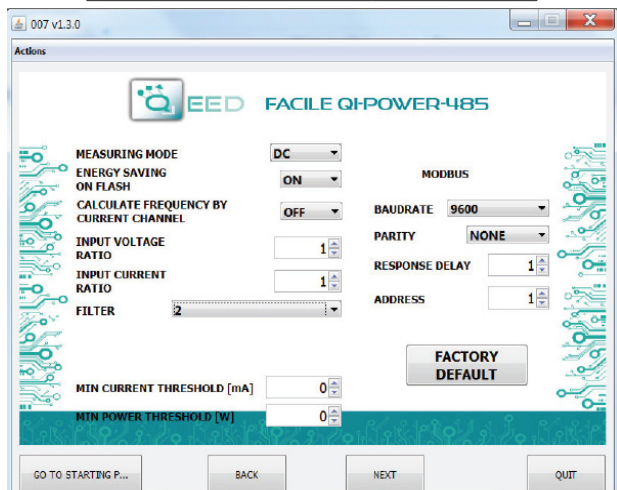 007 v1.3.0
Actions
QEED FACILE QI-POWER-485
MEASURING MODE DC
ENERGY SAVING
ON FLASH ON
CALCULATE FREQUENCY BY
CURRENT CHANNEL OFF
INPUT VOLTAGE
RATIO 1
INPUT CURRENT
RATIO 1
FILTER 2
MIN CURRENT THRESHOLD [mA] 0
MIN POWER THRESHOLD [W] 0
MODBUS
BAUDRATE 9600
PARITY NONE
RESPONSE DELAY 1
ADDRESS 1
FACTORY
DEFAULT
GO TO STARTING P... BACK NEXT QUIT